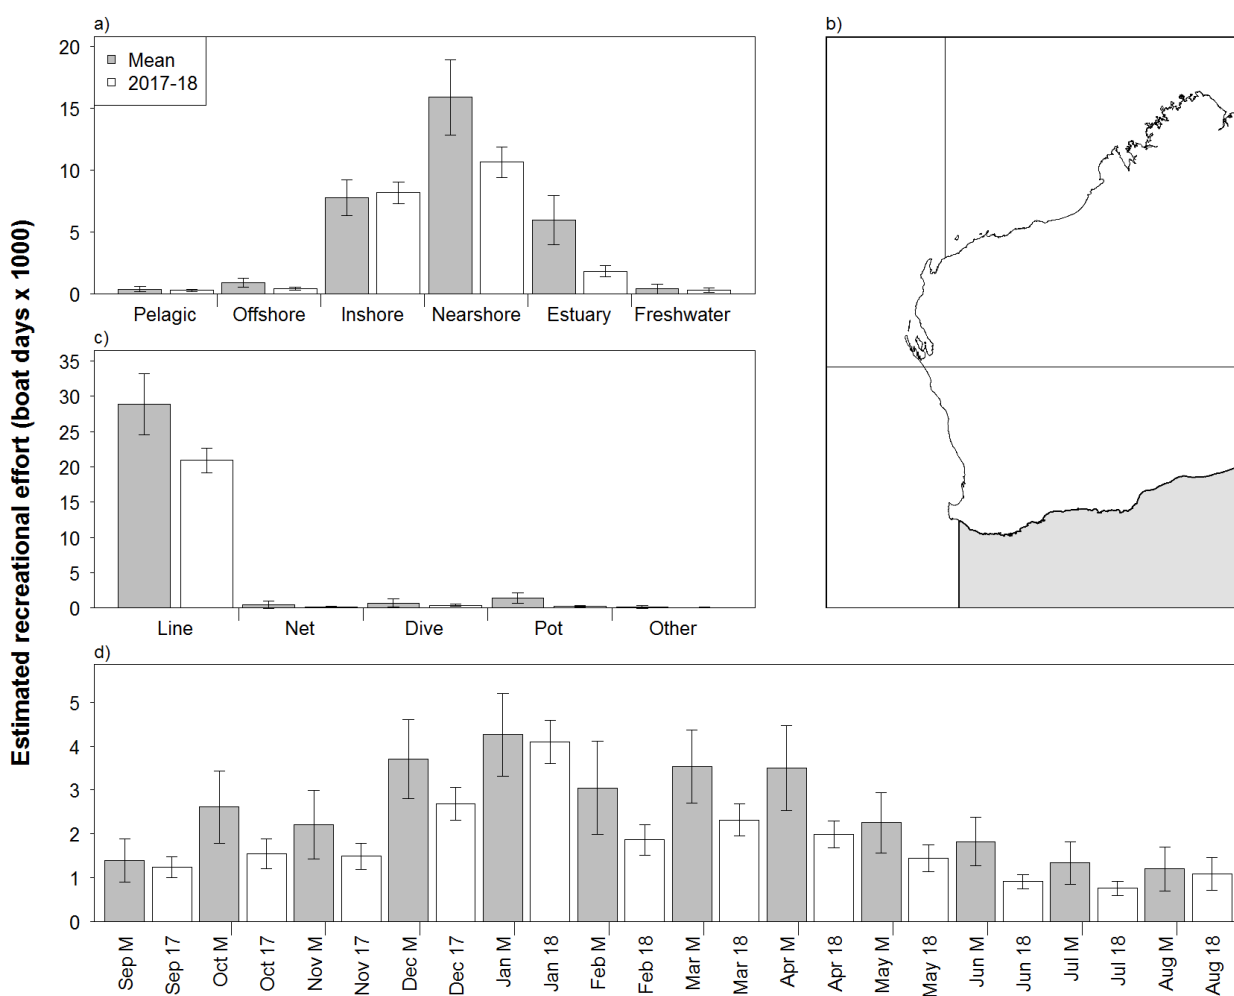 a)
b)
Mean
2017-18
20
15
10
5
0
Pelagic Offshore Inshore Nearshore Estuary Freshwater
Estimated recreational effort (boat days x 1000)
c)
35
30
25
20
15
10
5
0
Line Net Dive Pot Other
d)
5
4
3
2
1
0
Sep M
Sep 17
Oct M
Oct 17
Nov M
Nov 17
Dec M
Dec 17
Jan M
Jan 18
Feb M
Feb 18
Mar M
Mar 18
Apr M
Apr 18
May M
May 18
Jun M
Jun 18
Jul M
Jul 18
Aug M
Aug 18